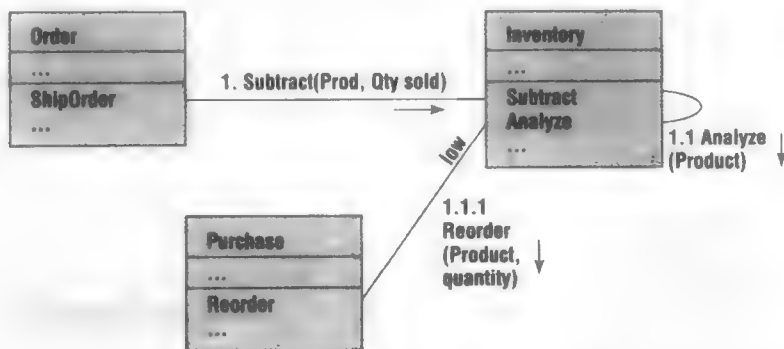 Order
...
ShipOrder
...
1. Subtract(Prod, Qty sold)
Inventory
...
Subtract
Analyze
...
1.1 Analyze
(Product)
low
1.1.1
Reorder
(Product,
quantity)
Purchase
...
Reorder
...